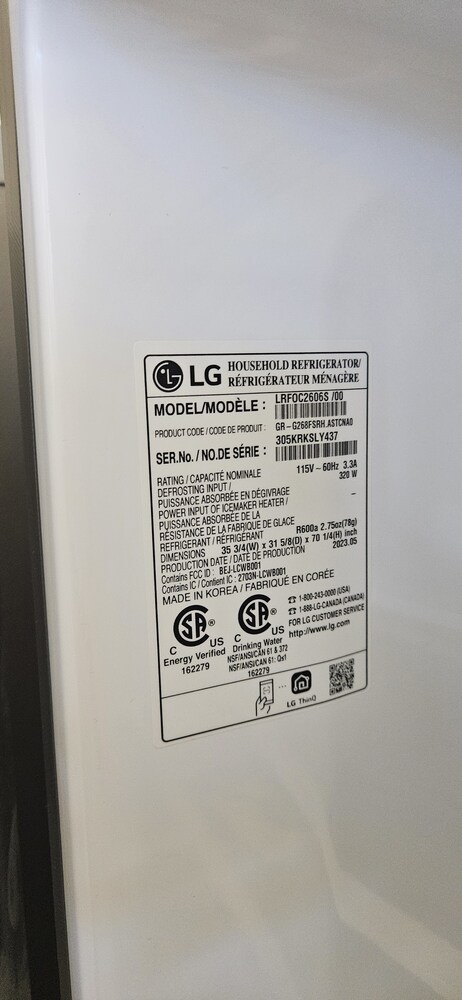 LG HOUSEHOLD REFRIGERATOR/
RÉFRIGÉRATEUR MÉNAGÈRE
MODEL/MODÈLE : LRFOC2606S /00
PRODUCT CODE / CODE DE PRODUIT : GR-G268FSRH.ASTCNA0
SER.No. / NO.DE SÉRIE : 305KRKSLY437
RATING / CAPACITÉ NOMINALE 115V ~ 60Hz 3.3A
DEFROSTING INPUT / 320 W
PUISSANCE ABSORBÉE EN DÉGIVRAGE
POWER INPUT OF ICEMAKER HEATER / –
PUISSANCE ABSORBÉE DE LA
RÉSISTANCE DE LA FABRIQUE DE GLACE
REFRIGERANT / RÉFRIGÉRANT R600a 2.75oz(78g)
DIMENSIONS 35 3/4(W) x 31 5/8(D) x 70 1/4(H) inch
PRODUCTION DATE / DATE DE PRODUCTION 2023.05
Contains FCC ID : BEJ-LCWB001
Contains IC / Contient IC : 2703N-LCWB001
MADE IN KOREA / FABRIQUÉ EN CORÉE
C SA ® US
Energy Verified
162279
C SA ® US
Drinking Water
NSF/ANSI/CAN 61 & 372
NSF/ANSI/CAN 61: Q≤1
162279
☎ 1-800-243-0000 (USA)
☎ 1-888-LG-CANADA (CANADA)
FOR LG CUSTOMER SERVICE
http://www.lg.com
LG ThinQ